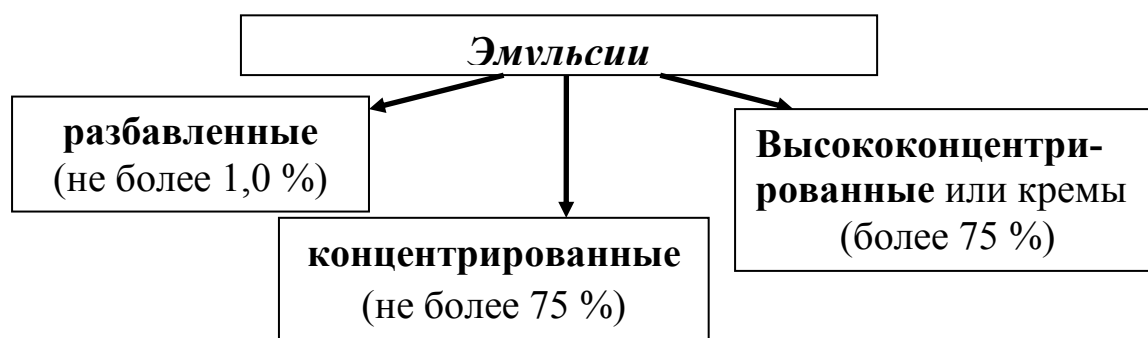 Эмульсии
разбавленные
(не более 1,0 %)
концентрированные
(не более 75 %)
Высококонцентри-
рованные или кремы
(более 75 %)